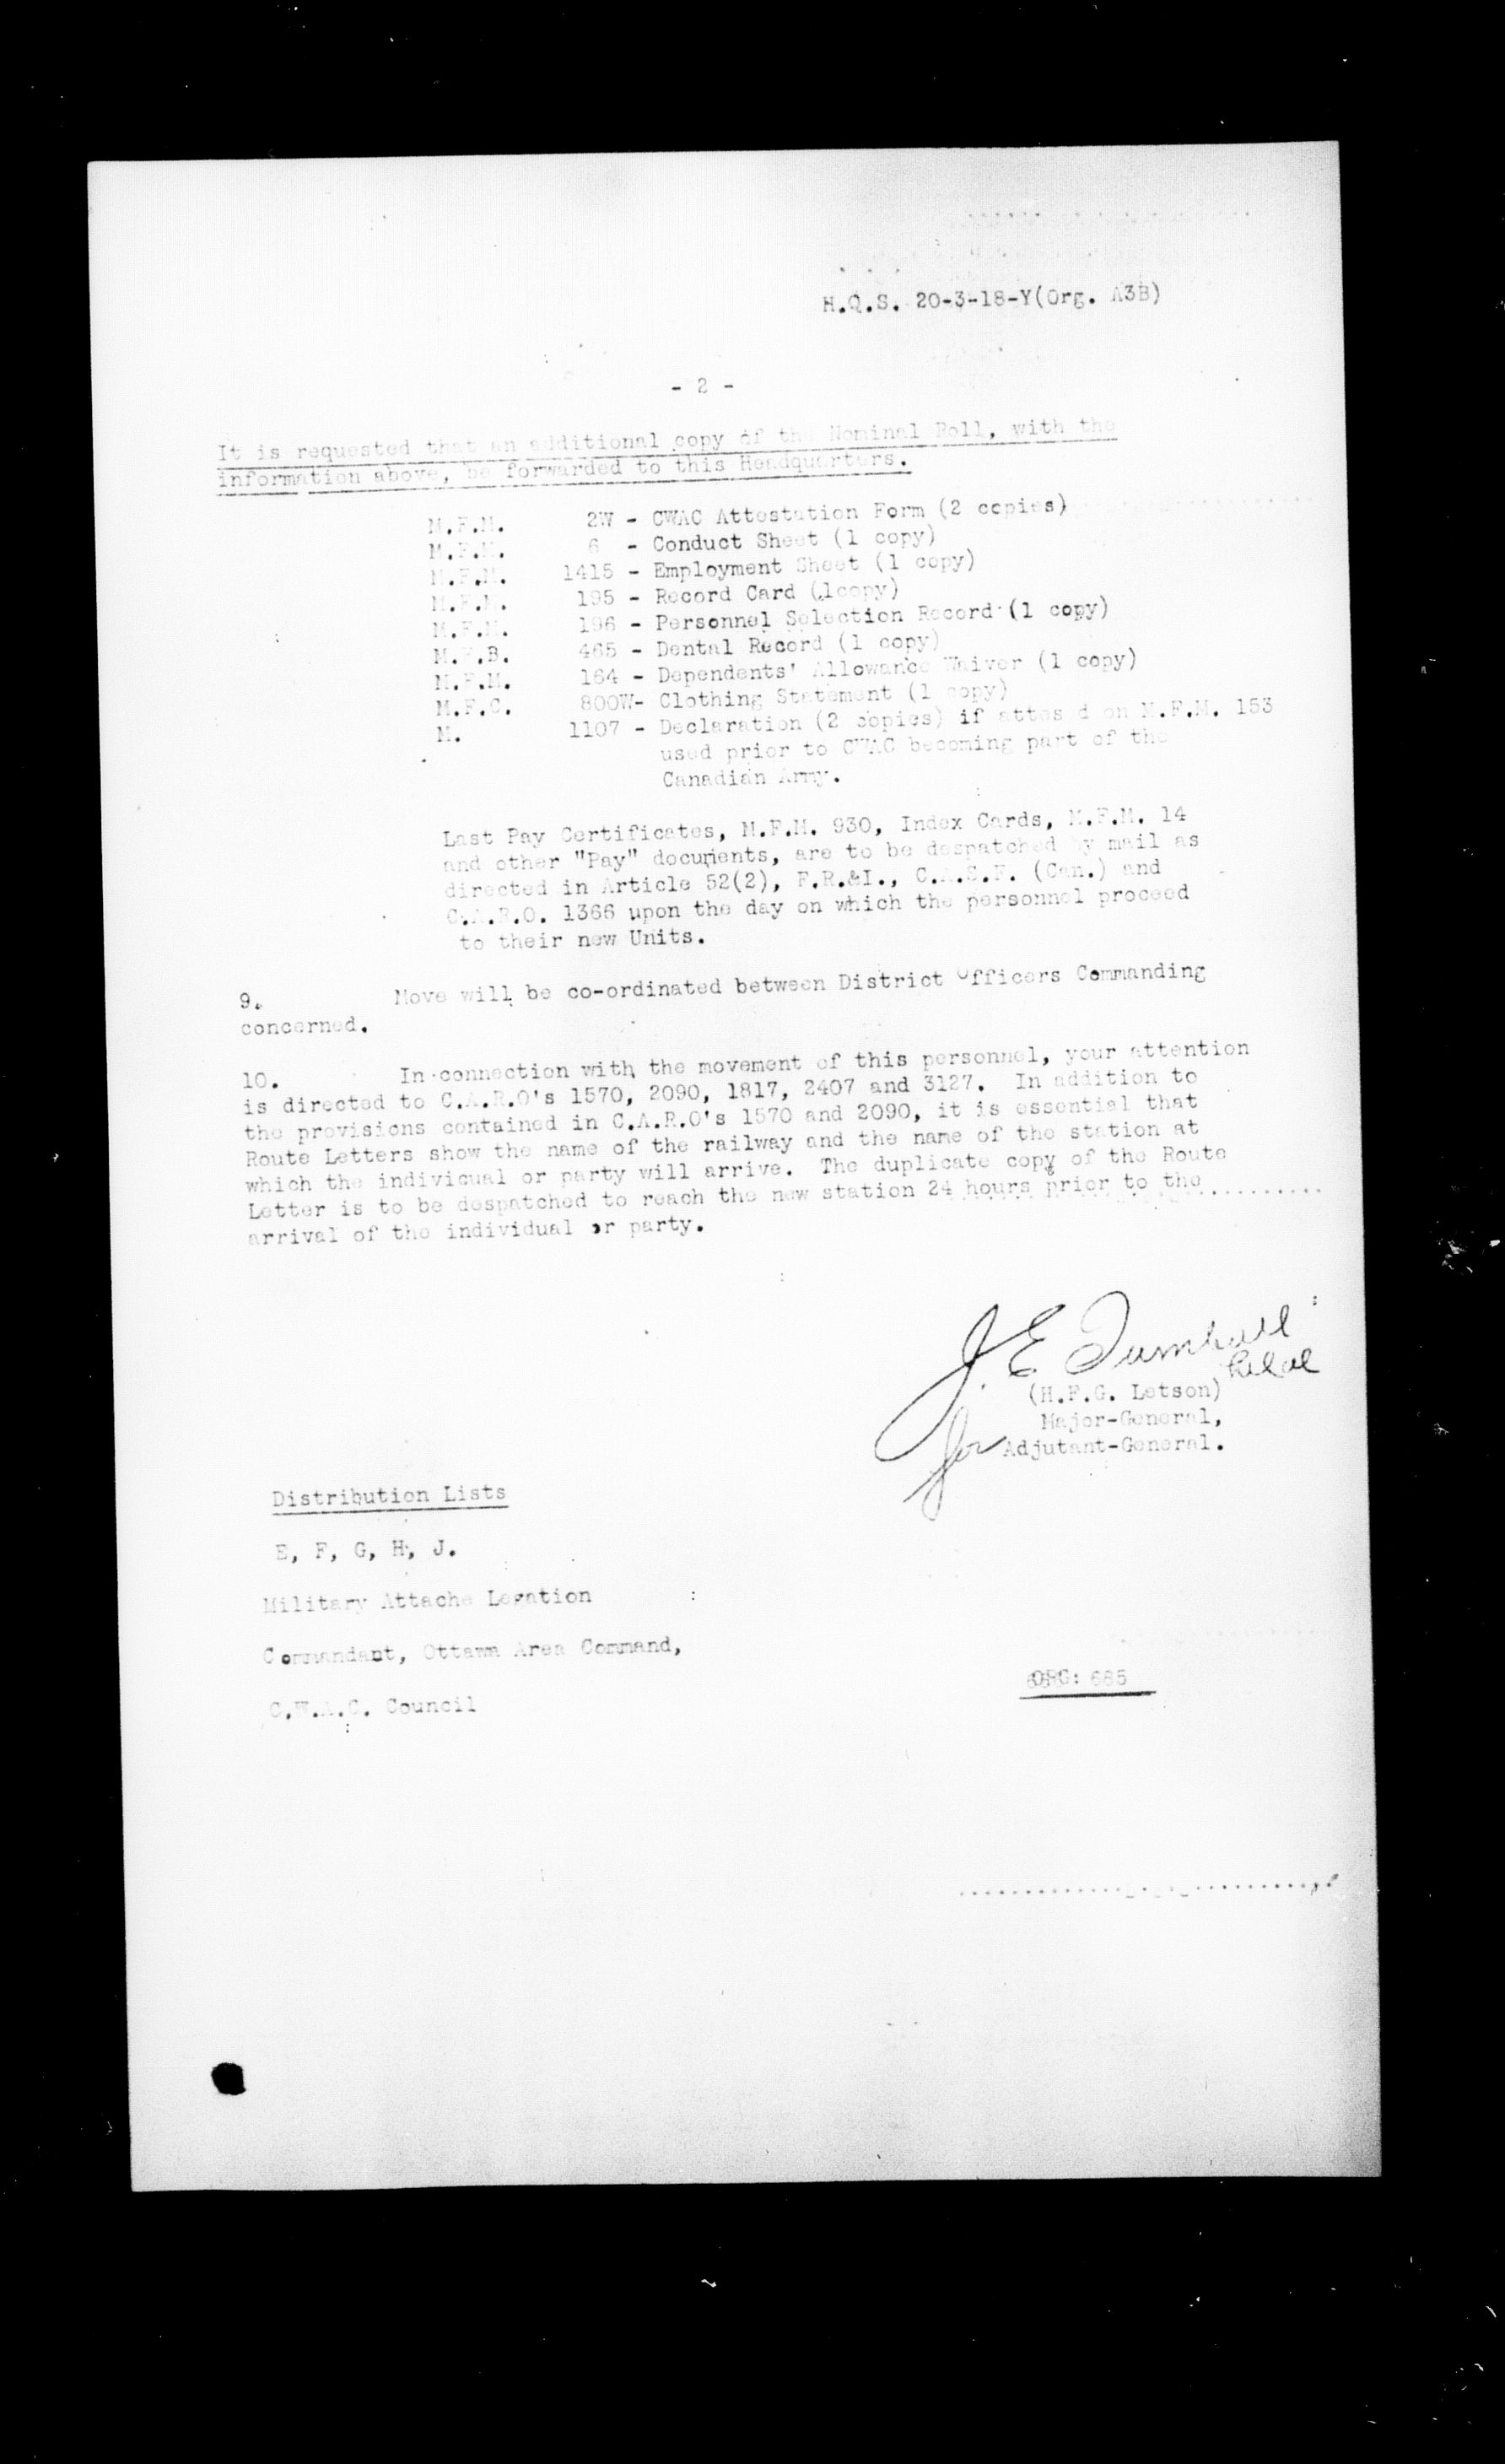 H.Q.S. 20-3-18-Y(Org. A3B)
- 2 -
It is requested that an additional copy of the Nominal Roll, with the
information above, be forwarded to this Headquarters.
M.F.M. 2W - CWAC Attestation Form (2 copies)
M.F.M. 6 - Conduct Sheet (1 copy)
M.F.M. 1415 - Employment Sheet (1 copy)
M.F.M. 195 - Record Card (1copy)
M.F.M. 196 - Personnel Selection Record (1 copy)
M.F.B. 465 - Dental Record (1 copy)
M.F.M. 164 - Dependents' Allowance Waiver (1 copy)
M.F.C. 800W- Clothing Statement (1 copy)
M. 1107 - Declaration (2 copies) if attested on M.F.M. 153
used prior to CWAC becoming part of the
Canadian Army.
Last Pay Certificates, M.F.M. 930, Index Cards, M.F.M. 14
and other "Pay" documents, are to be despatched by mail as
directed in Article 52(2), F.R.&I., C.A.S.F. (Can.) and
C.A.R.O. 1366 upon the day on which the personnel proceed
to their new Units.
9. Move will be co-ordinated between District Officers Commanding
concerned.
10. In connection with the movement of this personnel, your attention
is directed to C.A.R.O's 1570, 2090, 1817, 2407 and 3127. In addition to
the provisions contained in C.A.R.O's 1570 and 2090, it is essential that
Route Letters show the name of the railway and the name of the station at
which the individual or party will arrive. The duplicate copy of the Route
Letter is to be despatched to reach the new station 24 hours prior to the
arrival of the individual or party.
J. E.
(H.F.G. Letson)
Major-General,
for Adjutant-General.
Distribution Lists
E, F, G, H, J.
Military Attache Legation
Commandant, Ottawa Area Command,
C.W.A.C. Council
ORG: 685